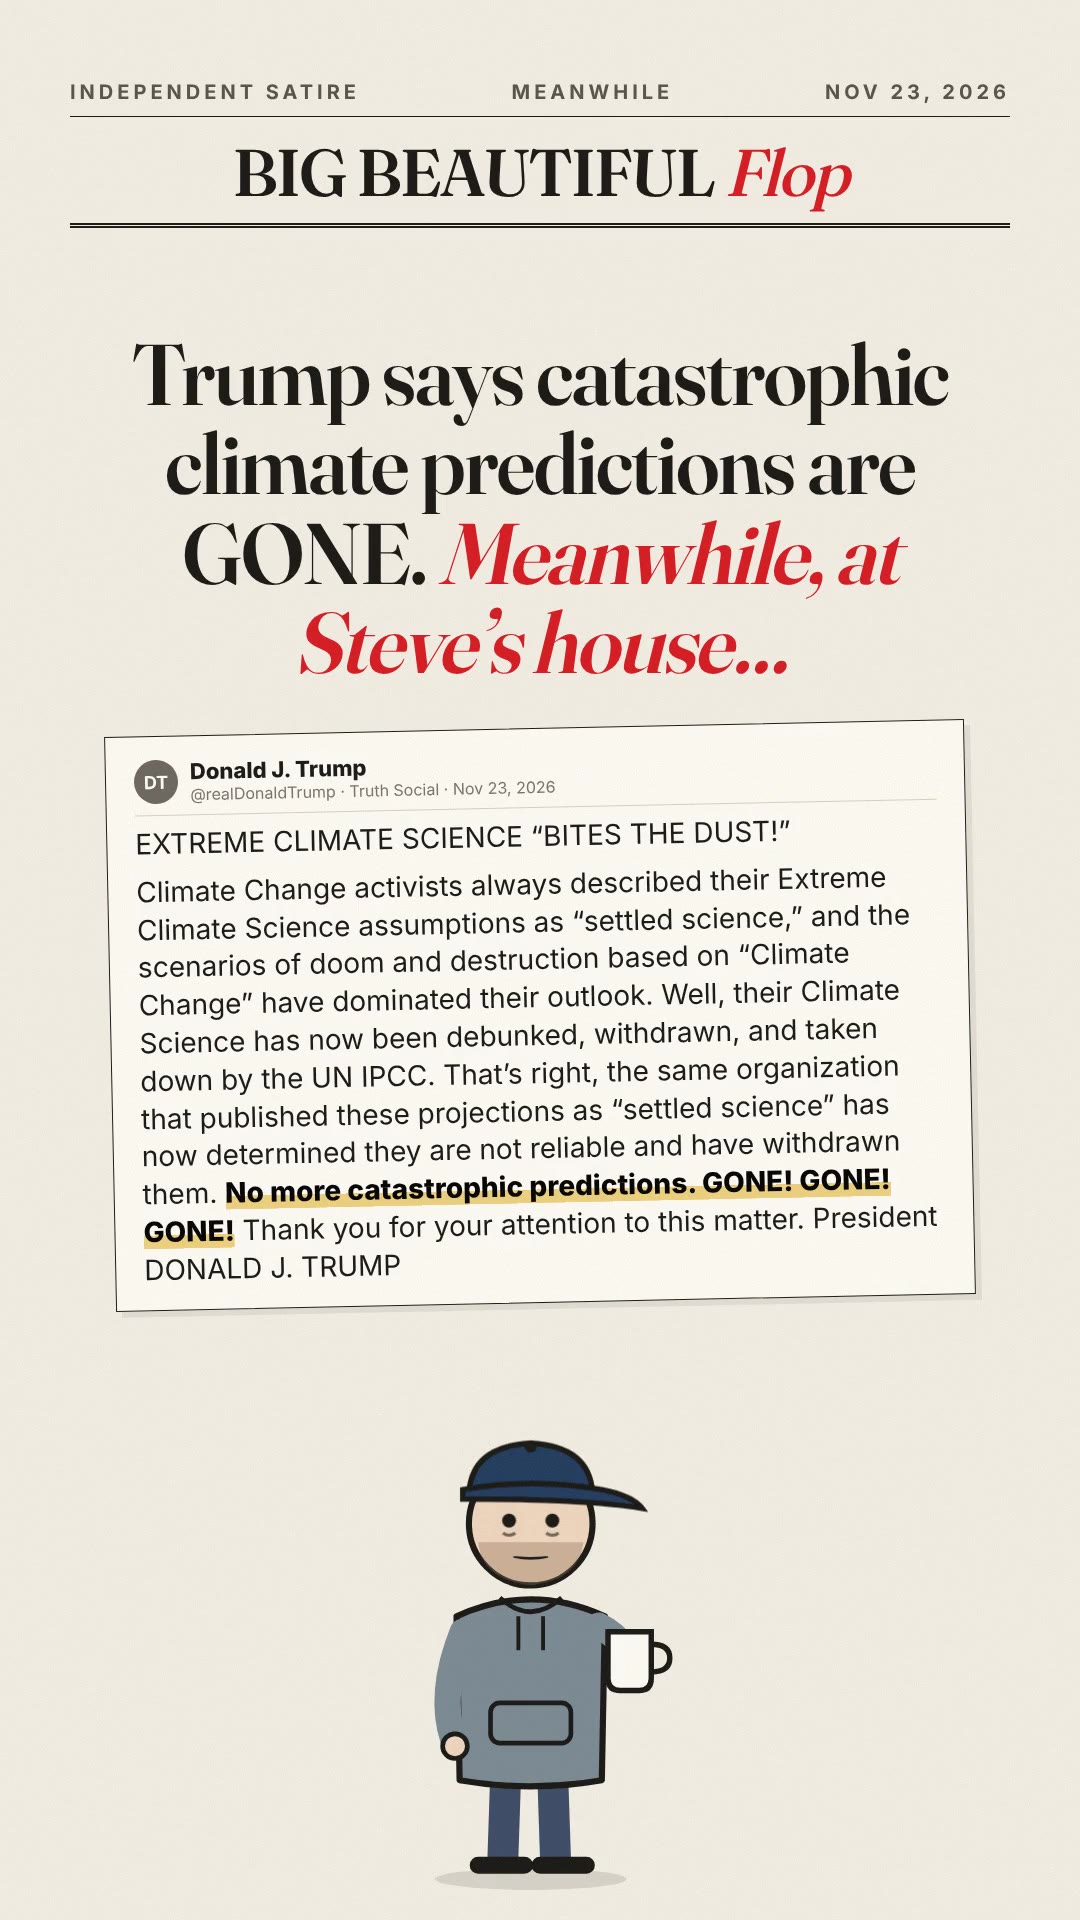 INDEPENDENT SATIRE MEANWHILE NOV 23, 2026
BIG BEAUTIFUL Flop
Trump says catastrophic
climate predictions are
GONE. Meanwhile, at
Steve’s house...
DT
Donald J. Trump
@realDonaldTrump · Truth Social · Nov 23, 2026
EXTREME CLIMATE SCIENCE “BITES THE DUST!”
Climate Change activists always described their Extreme
Climate Science assumptions as “settled science,” and the
scenarios of doom and destruction based on “Climate
Change” have dominated their outlook. Well, their Climate
Science has now been debunked, withdrawn, and taken
down by the UN IPCC. That’s right, the same organization
that published these projections as “settled science” has
now determined they are not reliable and have withdrawn
them. No more catastrophic predictions. GONE! GONE!
GONE! Thank you for your attention to this matter. President
DONALD J. TRUMP